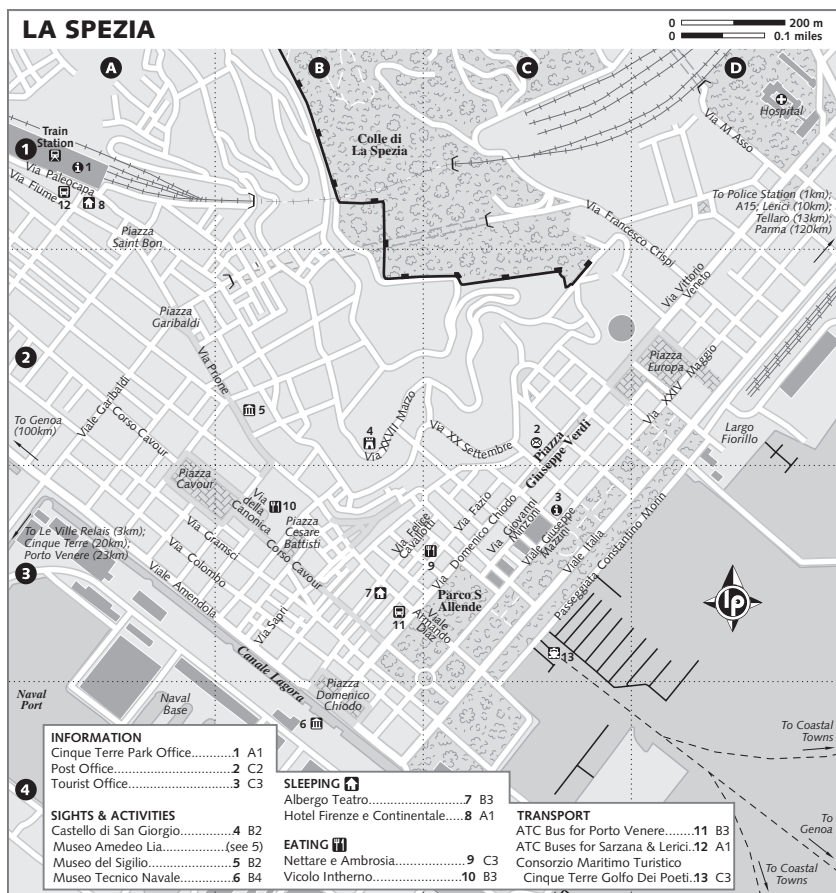 LA SPEZIA
0 200 m
0 0.1 miles
A
B
C
D
Hospital
Via M Asso
Colle di
La Spezia
Train
Station
1
1
Via Paleocapa
Via Fiume
12
8
Piazza
Saint Bon
To Police Station (1km);
A15; Lerici (10km);
Tellaro (13km);
Parma (120km)
Via Francesco Crispi
Via Vittorio
Veneto
Piazza
Garibaldi
Via Prione
2
Piazza
Europa
Via XXIV Maggio
Viale Garibaldi
Corso Cavour
5
4
Via XXVII Marzo
Via XX Settembre
2
Piazza
Giuseppe Verdi
Largo
Fiorillo
To Genoa
(100km)
Piazza
Cavour
Via
della
Canonica
10
Piazza
Cesare
Battisti
Via Felice
Cavallotti
Via Fazio
Via Domenico Chiodo
Via Giovanni
Minzoni
3
Viale Giuseppe
Mazzini
Viale Italia
Passeggiata Constantino Morin
To Le Ville Relais (3km);
Cinque Terre (20km);
Porto Venere (23km)
Via Gramsci
Via Colombo
Viale Amendola
Corso Cavour
3
9
7
11
Parco S
Allende
Viale
Armando
Diaz
lp
Via Sapri
13
Canale Lagora
Naval
Port
Naval
Base
Piazza
Domenico
Chiodo
6
To Coastal
Towns
4
To
Genoa
To Coastal
Towns
INFORMATION
Cinque Terre Park Office............1 A1
Post Office............2 C2
Tourist Office............3 C3
SIGHTS & ACTIVITIES
Castello di San Giorgio............4 B2
Museo Amedeo Lia............(see 5)
Museo del Sigilio............5 B2
Museo Tecnico Navale............6 B4
SLEEPING
Albergo Teatro............7 B3
Hotel Firenze e Continentale.....8 A1
EATING
Nettare e Ambrosia............9 C3
Vicolo Intherno............10 B3
TRANSPORT
ATC Bus for Porto Venere........11 B3
ATC Buses for Sarzana & Lerici..12 A1
Consorzio Maritimo Turistico
Cinque Terre Golfo Dei Poeti.13 C3